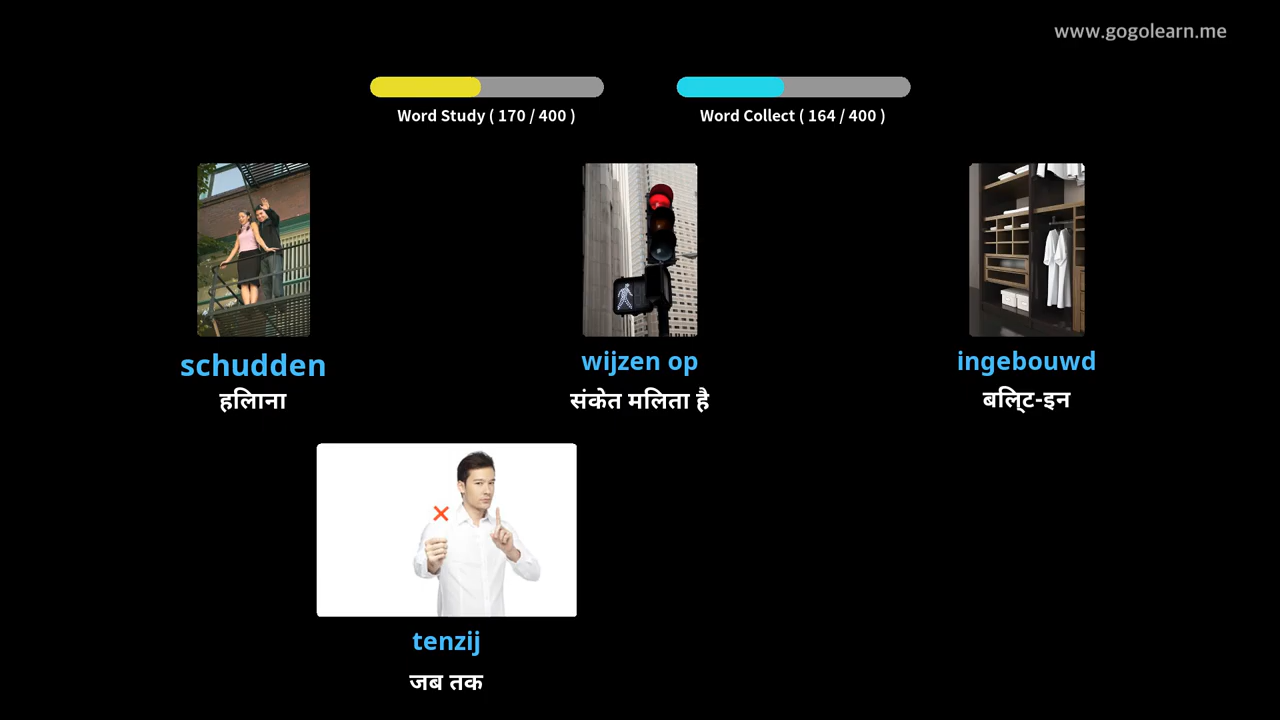 www.gogolearn.me
Word Study ( 170 / 400 )
Word Collect ( 164 / 400 )
schudden
wijzen op
ingebouwd
हिलाना
संकेत मिलता है
बिल्ट-इन
tenzij
जब तक